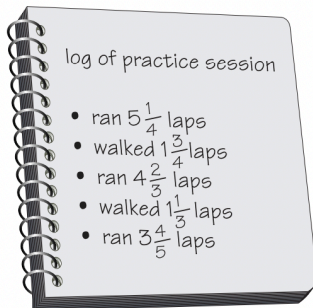 log of practice session
• ran 5 1/4 laps
• walked 1 3/4 laps
• ran 4 2/3 laps
• walked 1 1/3 laps
• ran 3 4/5 laps